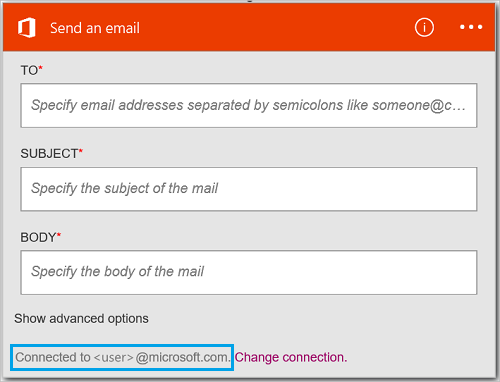 Send an email
TO*
Specify email addresses separated by semicolons like someone@c...
SUBJECT*
Specify the subject of the mail
BODY*
Specify the body of the mail
Show advanced options
Connected to <user>@microsoft.com. Change connection.